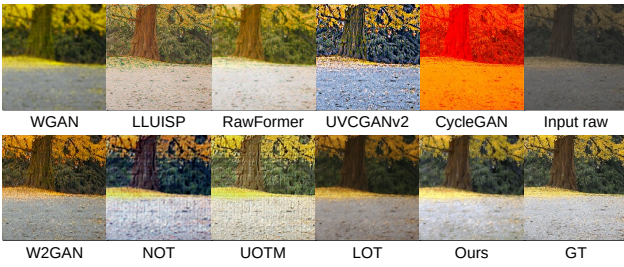 WGAN LLUISP RawFormer UVCGANv2 CycleGAN Input raw
W2GAN NOT UOTM LOT Ours GT